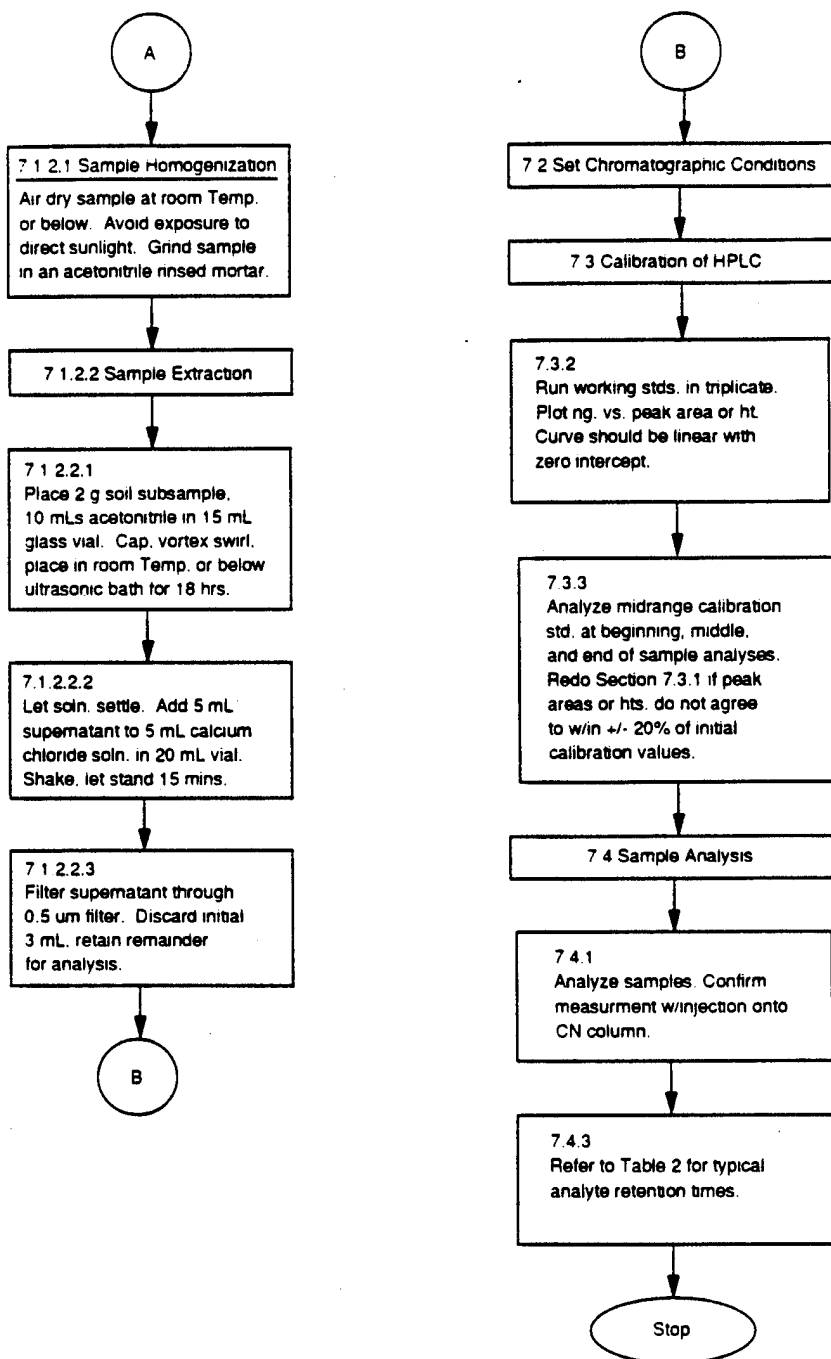 A
7 1 2.1 Sample Homogenization
Air dry sample at room Temp.
or below. Avoid exposure to
direct sunlight. Grind sample
in an acetonitrile rinsed mortar.
7 1.2.2 Sample Extraction
7 1 2.2.1
Place 2 g soil subsample,
10 mLs acetonitrile in 15 mL
glass vial. Cap, vortex swirl,
place in room Temp. or below
ultrasonic bath for 18 hrs.
7.1.2.2.2
Let soln. settle. Add 5 mL
supernatant to 5 mL calcium
chloride soln. in 20 mL vial.
Shake, let stand 15 mins.
7 1.2.2.3
Filter supernatant through
0.5 um filter. Discard initial
3 mL, retain remainder
for analysis.
B
B
7 2 Set Chromatographic Conditions
7 3 Calibration of HPLC
7.3.2
Run working stds. in triplicate.
Plot ng. vs. peak area or ht.
Curve should be linear with
zero intercept.
7.3.3
Analyze midrange calibration
std. at beginning, middle,
and end of sample analyses.
Redo Section 7.3.1 if peak
areas or hts. do not agree
to w/in +/- 20% of initial
calibration values.
7 4 Sample Analysis
7 4.1
Analyze samples. Confirm
measurment w/injection onto
CN column.
7.4.3
Refer to Table 2 for typical
analyte retention times.
Stop